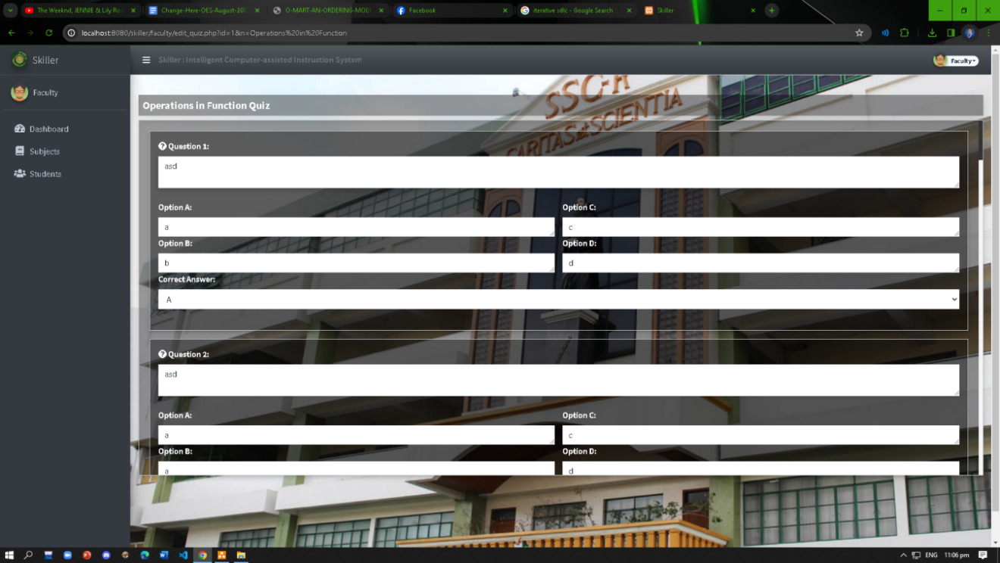 The Weeknd, JENNIE & Lily Ro
Change-Here-OES-August-202
O-MART-AN-ORDERING-MOBI
Facebook
iterative sdlc - Google Search
Skiller
localhost:8080/skiller/faculty/edit_quiz.php?id=1&n=Operations%20in%20Function
Skiller
Skiller : Intelligent Computer-assisted Instruction System
Faculty
Faculty
Dashboard
Subjects
Students
SSC-R
CARITAS et SCIENTIA
Operations in Function Quiz
Question 1:
asd
Option A:
Option C:
a
c
Option B:
Option D:
b
d
Correct Answer:
A
Question 2:
asd
Option A:
Option C:
a
c
Option B:
Option D:
a
d
ENG
11:06 pm